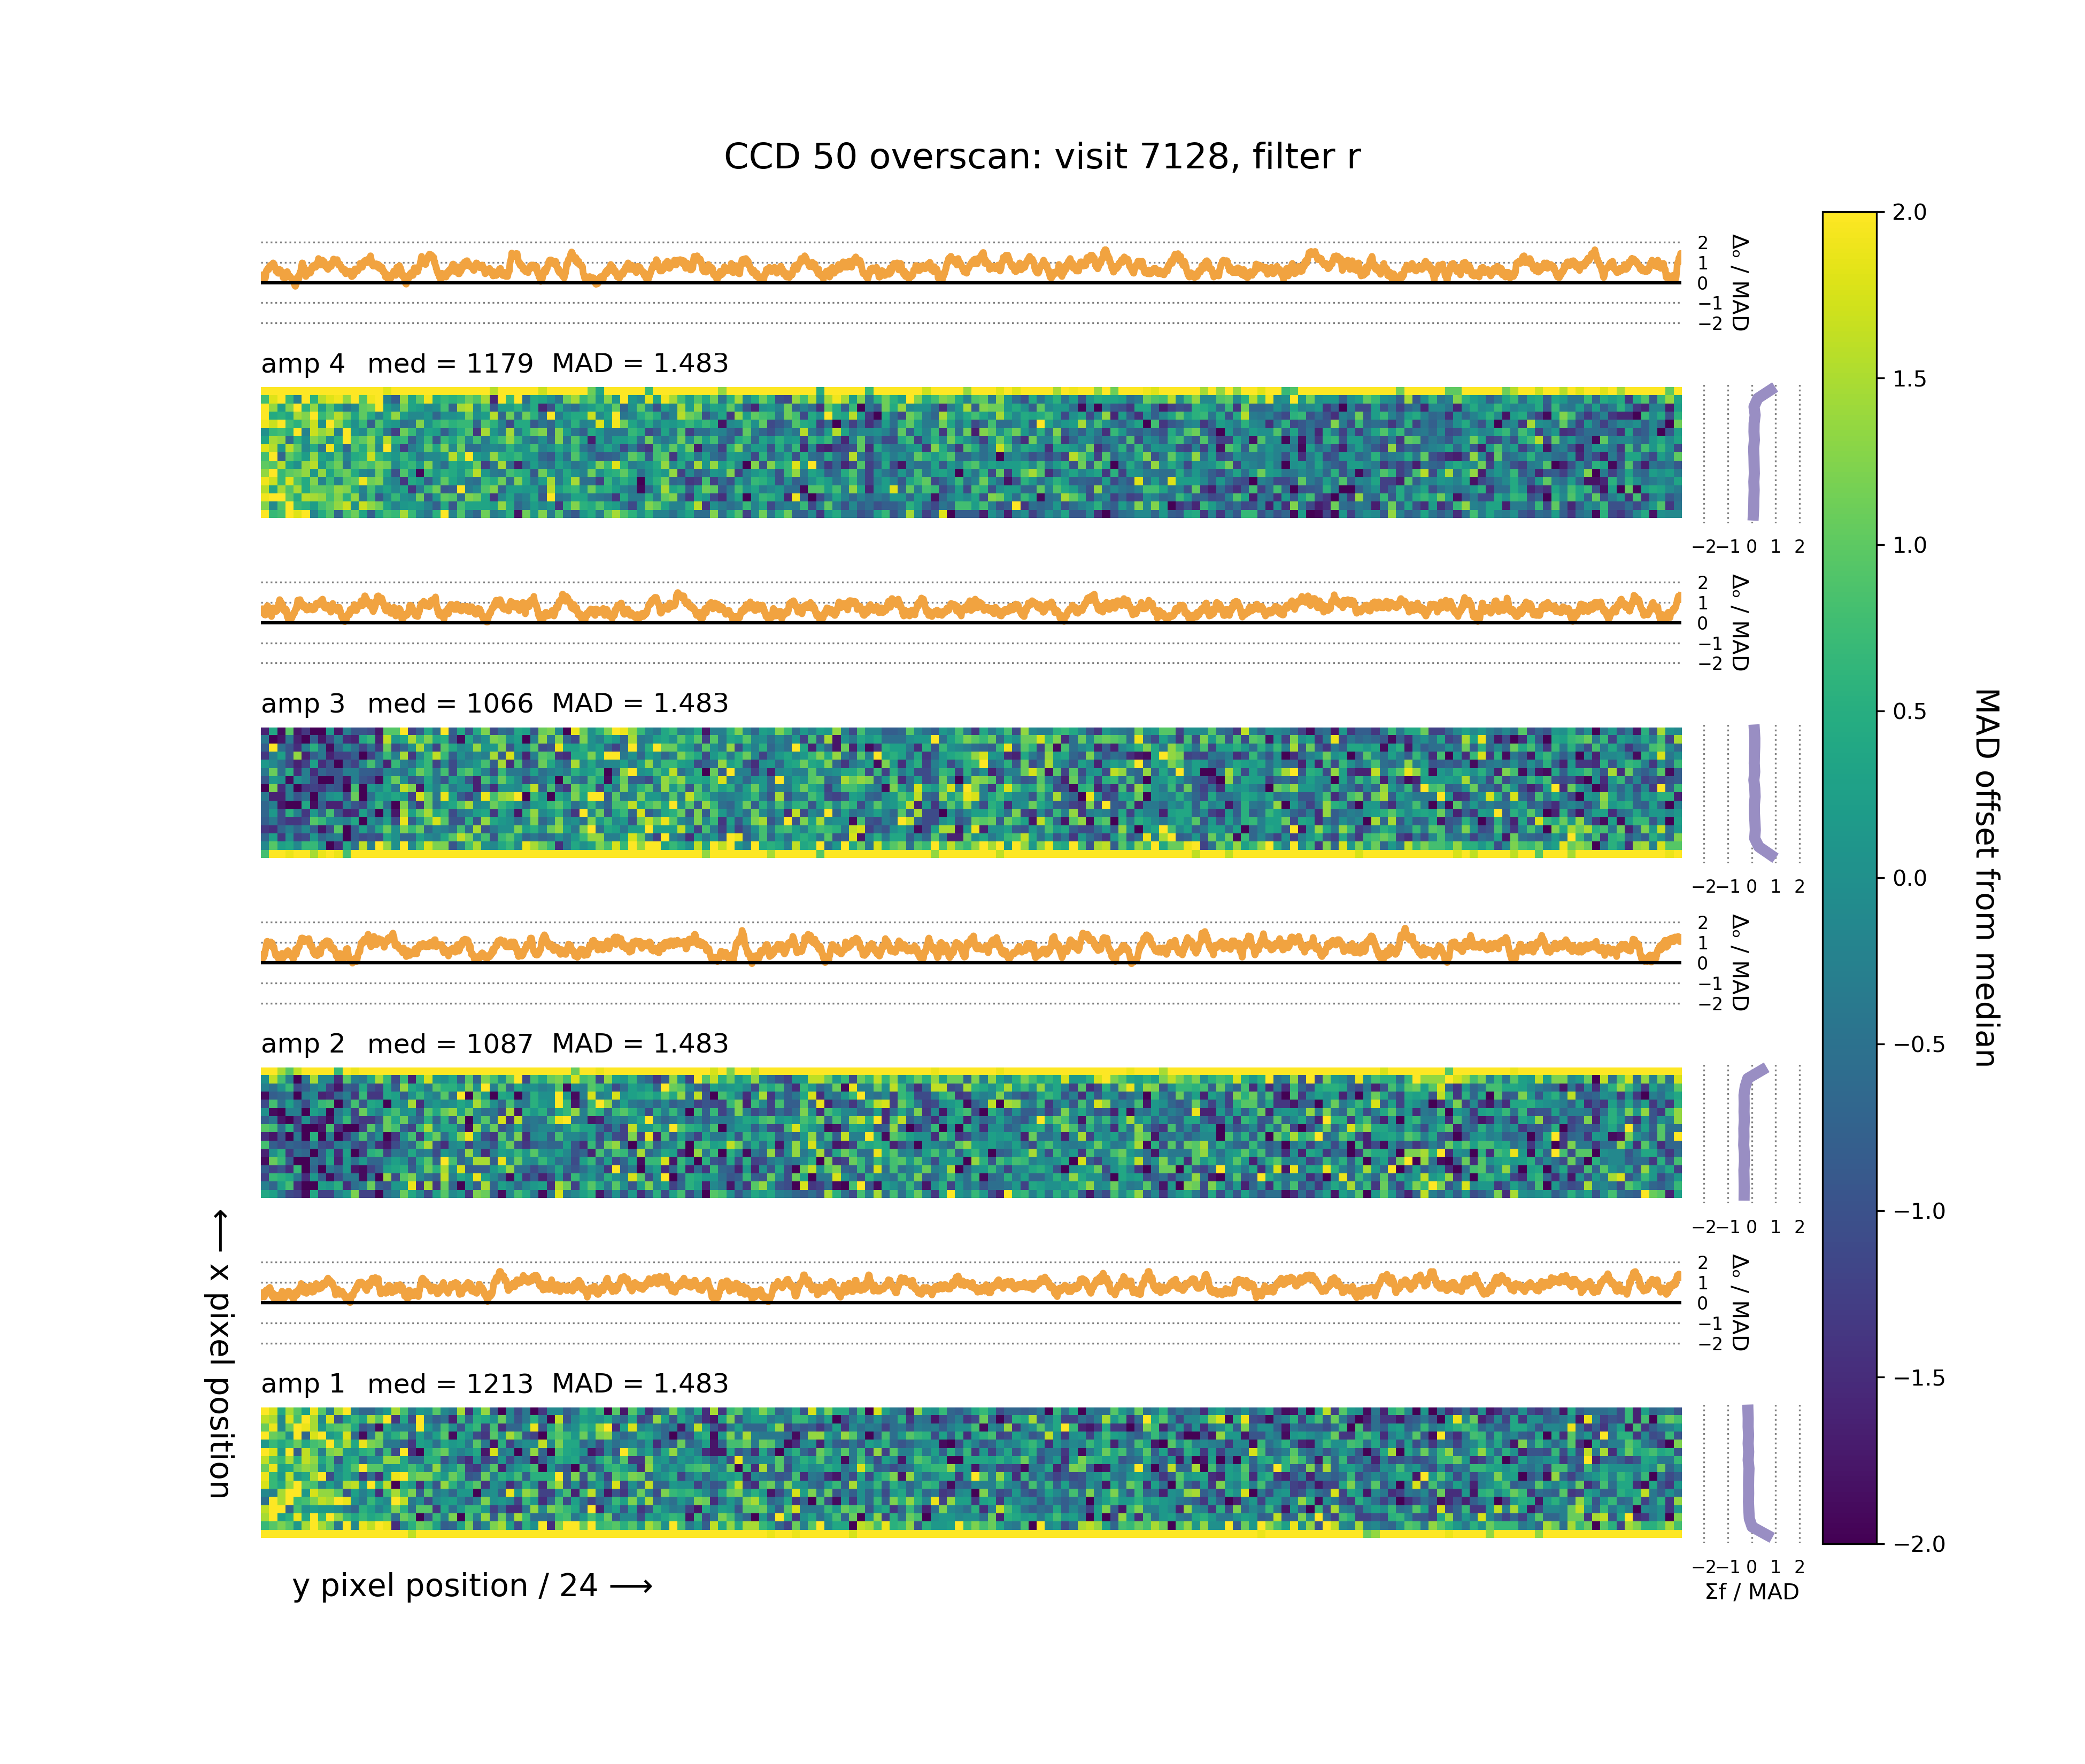 CCD 50 overscan: visit 7128, filter r
2
1
0
−1
−2
Δₒ / MAD
amp 4 med = 1179 MAD = 1.483
−2 −1 0 1 2
2
1
0
−1
−2
Δₒ / MAD
amp 3 med = 1066 MAD = 1.483
−2 −1 0 1 2
2
1
0
−1
−2
Δₒ / MAD
amp 2 med = 1087 MAD = 1.483
−2 −1 0 1 2
2
1
0
−1
−2
Δₒ / MAD
amp 1 med = 1213 MAD = 1.483
−2 −1 0 1 2
Σf / MAD
y pixel position / 24 ⟶
⟵ x pixel position
2.0
1.5
1.0
0.5
0.0
−0.5
−1.0
−1.5
−2.0
MAD offset from median